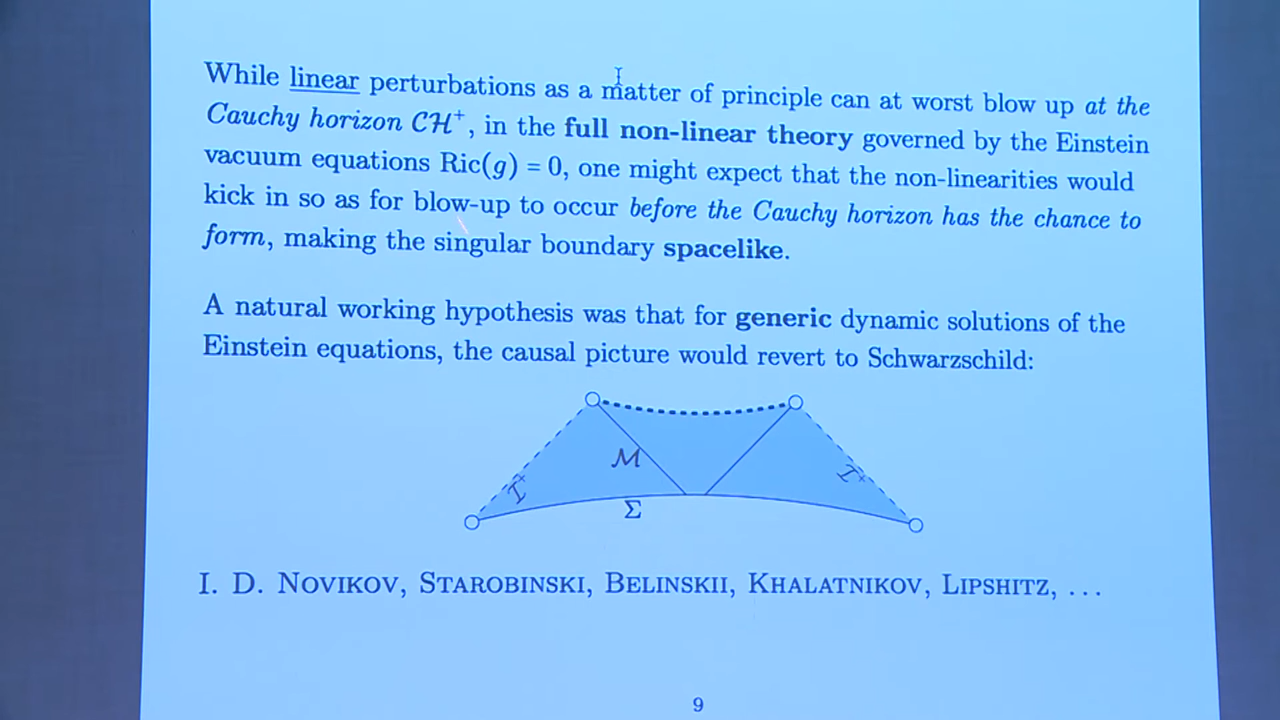 While linear perturbations as a matter of principle can at worst blow up at the
Cauchy horizon CH⁺, in the full non-linear theory governed by the Einstein
vacuum equations Ric(g) = 0, one might expect that the non-linearities would
kick in so as for blow-up to occur before the Cauchy horizon has the chance to
form, making the singular boundary spacelike.
A natural working hypothesis was that for generic dynamic solutions of the
Einstein equations, the causal picture would revert to Schwarzschild:
M
I⁺
I⁺
Σ
I. D. NOVIKOV, STAROBINSKI, BELINSKII, KHALATNIKOV, LIPSHITZ, ...
9